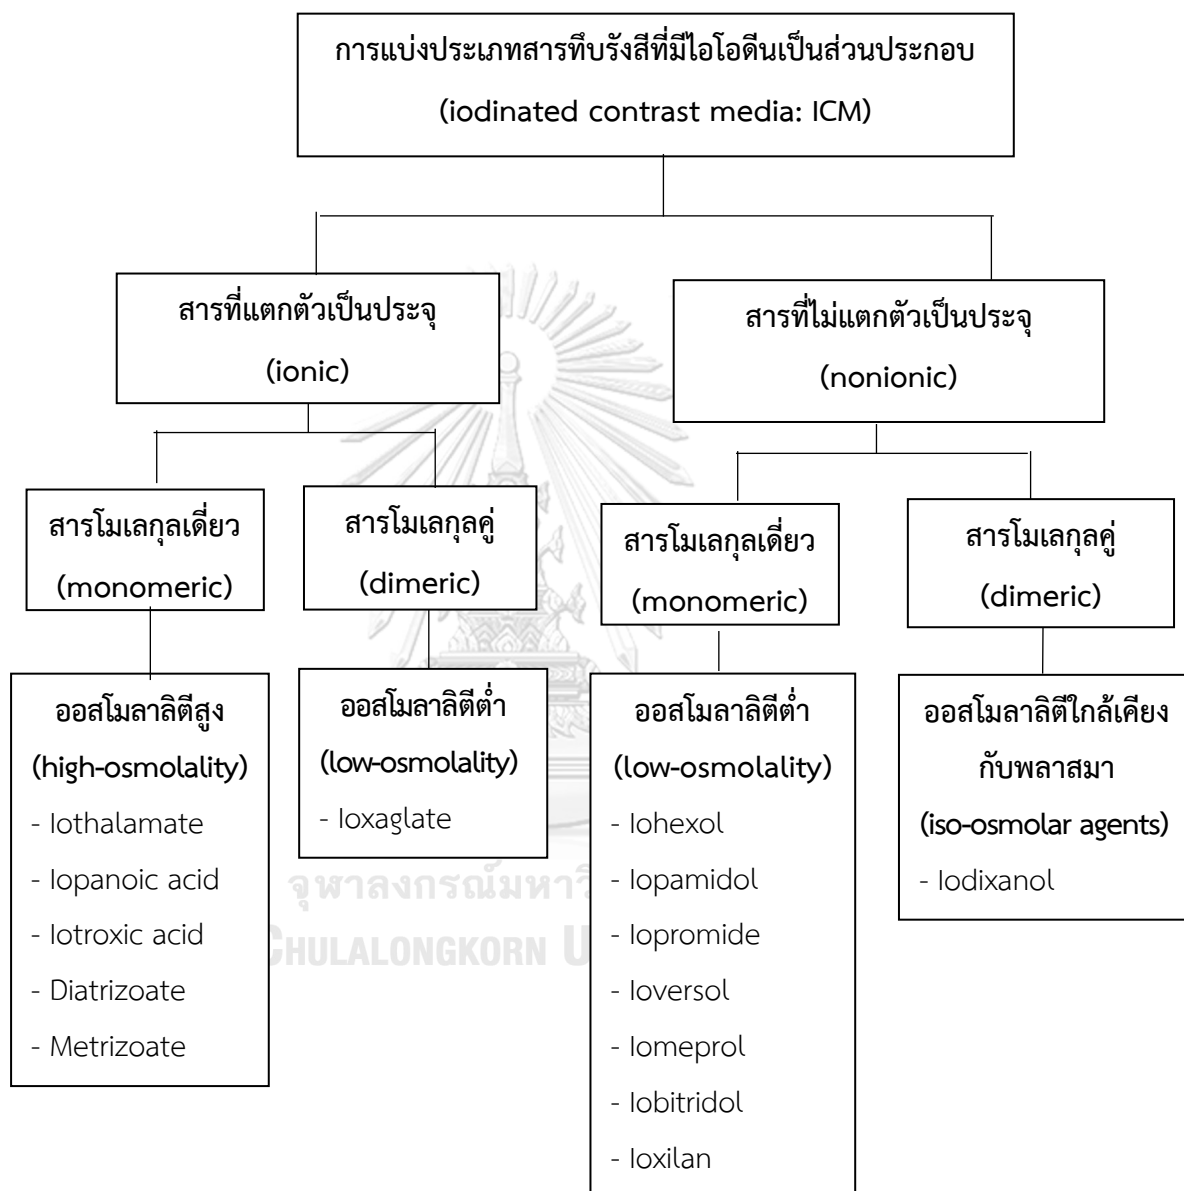 การแบ่งประเภทสารทึบรังสีที่มีไอโอดีนเป็นส่วนประกอบ
(iodinated contrast media: ICM)
สารที่แตกตัวเป็นประจุ
(ionic)
สารที่ไม่แตกตัวเป็นประจุ
(nonionic)
สารโมเลกุลเดี่ยว
(monomeric)
สารโมเลกุลคู่
(dimeric)
สารโมเลกุลเดี่ยว
(monomeric)
สารโมเลกุลคู่
(dimeric)
ออสโมลาลิตีสูง
(high-osmolality)
- Iothalamate
- Iopanoic acid
- Iotroxic acid
- Diatrizoate
- Metrizoate
ออสโมลาลิตีต่ำ
(low-osmolality)
- Ioxaglate
ออสโมลาลิตีต่ำ
(low-osmolality)
- Iohexol
- Iopamidol
- Iopromide
- Ioversol
- Iomeprol
- Iobitridol
- Ioxilan
ออสโมลาลิตีใกล้เคียง
กับพลาสมา
(iso-osmolar agents)
- Iodixanol
จุฬาลงกรณ์มหาวิ
CHULALONGKORN U